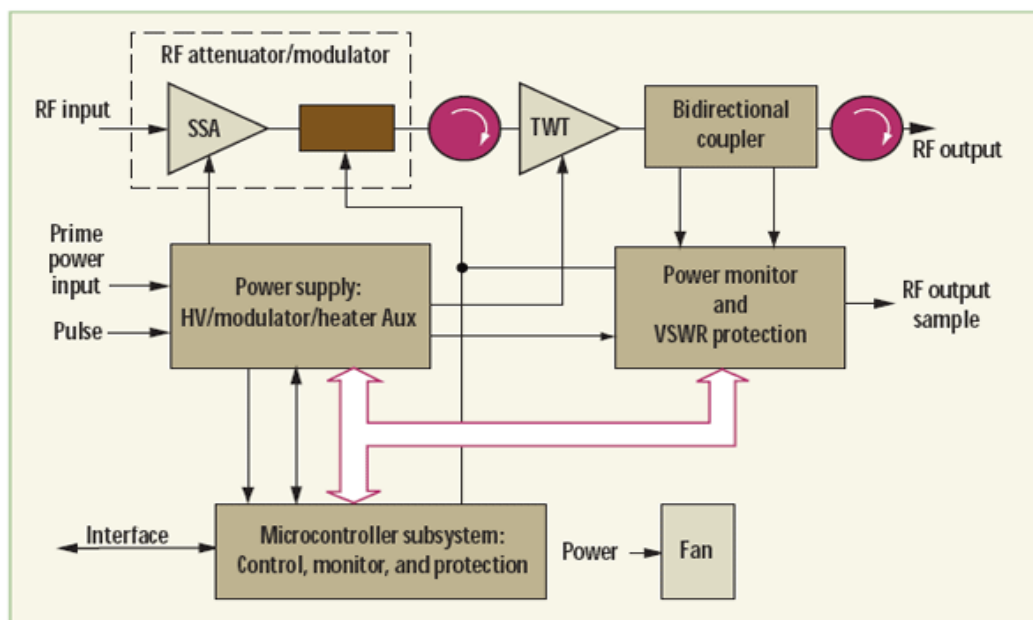 RF attenuator/modulator
RF input
SSA
TWT
Bidirectional
coupler
RF output
Prime
power
input
Pulse
Power supply:
HV/modulator/heater Aux
Power monitor
and
VSWR protection
RF output
sample
Interface
Microcontroller subsystem:
Control, monitor, and protection
Power
Fan